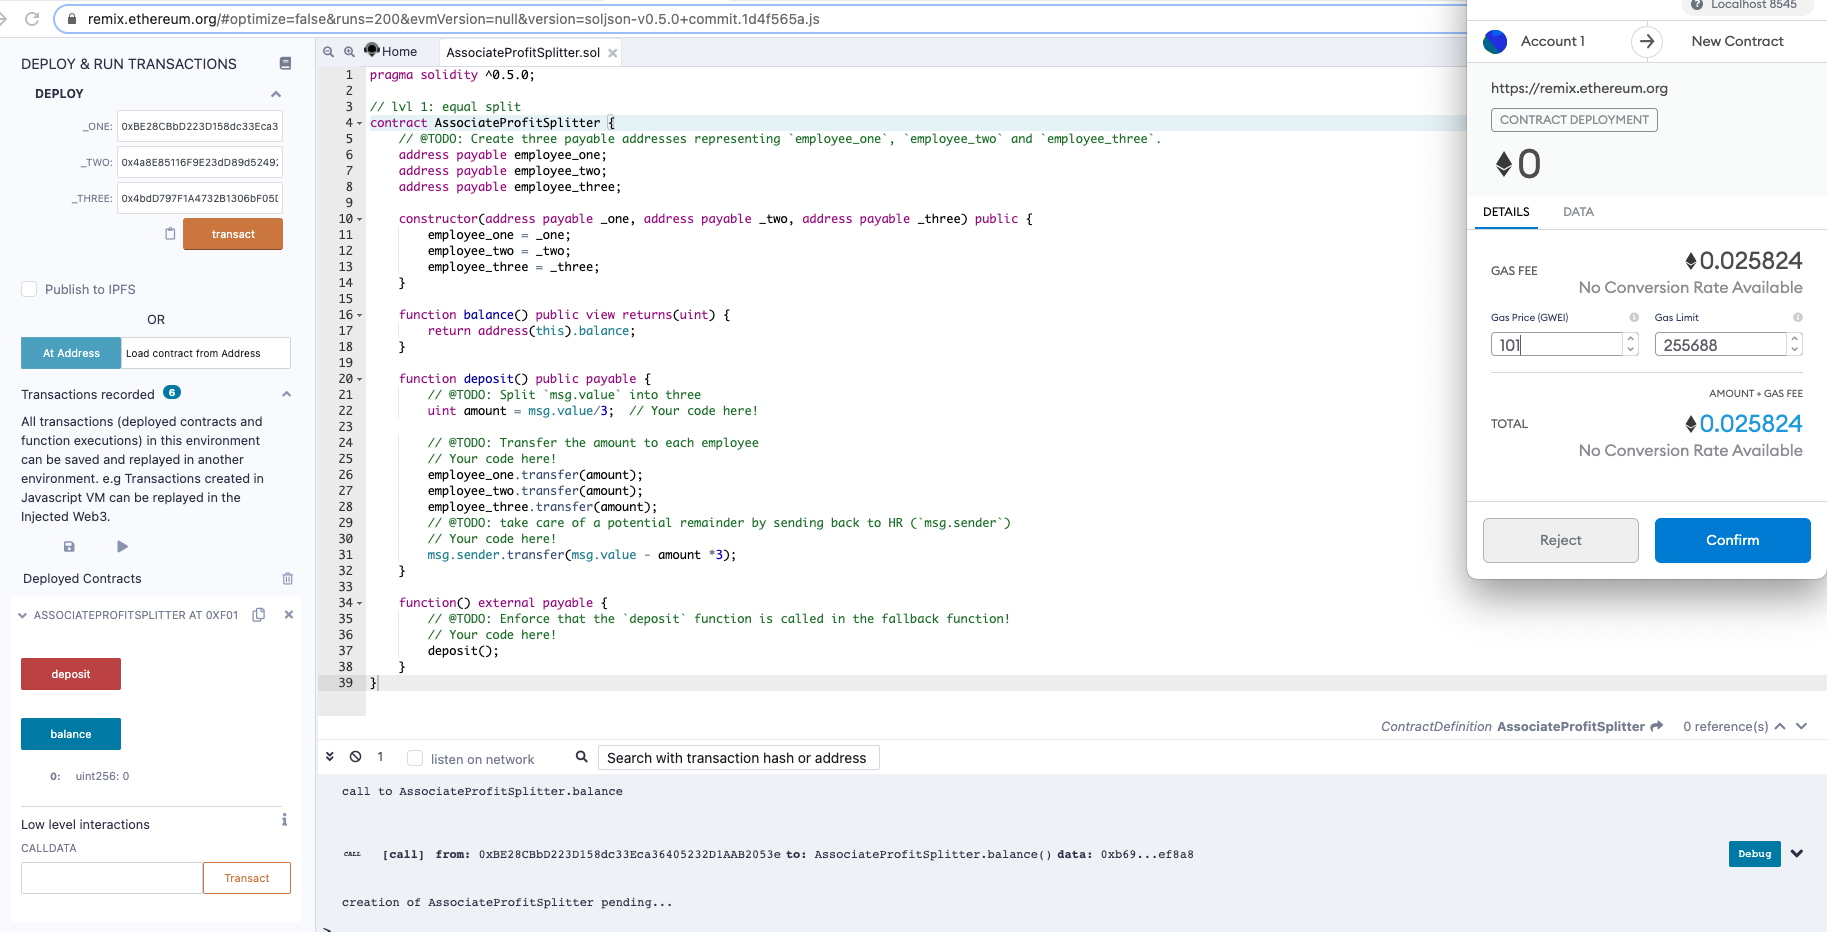 remix.ethereum.org/#optimize=false&runs=200&evmVersion=null&version=soljson-v0.5.0+commit.1d4f565a.js
DEPLOY & RUN TRANSACTIONS
DEPLOY
_ONE: 0xBE28CBbD223D158dc33Eca3
_TWO: 0x4a8E85116F9E23dD89d5249
_THREE: 0x4bdD797F1A4732B1306bF05
transact
Publish to IPFS
OR
At Address
Load contract from Address
Transactions recorded 6
All transactions (deployed contracts and
function executions) in this environment
can be saved and replayed in another
environment. e.g Transactions created in
Javascript VM can be replayed in the
Injected Web3.
Deployed Contracts
ASSOCIATEPROFITSPLITTER AT 0XF01
deposit
balance
0: uint256: 0
Low level interactions
CALLDATA
Transact
Home
AssociateProfitSplitter.sol
1 pragma solidity ^0.5.0;
2
3 // lvl 1: equal split
4 contract AssociateProfitSplitter {
5 // @TODO: Create three payable addresses representing `employee_one`, `employee_two` and `employee_three`.
6 address payable employee_one;
7 address payable employee_two;
8 address payable employee_three;
9
10 constructor(address payable _one, address payable _two, address payable _three) public {
11 employee_one = _one;
12 employee_two = _two;
13 employee_three = _three;
14 }
15
16 function balance() public view returns(uint) {
17 return address(this).balance;
18 }
19
20 function deposit() public payable {
21 // @TODO: Split `msg.value` into three
22 uint amount = msg.value/3; // Your code here!
23
24 // @TODO: Transfer the amount to each employee
25 // Your code here!
26 employee_one.transfer(amount);
27 employee_two.transfer(amount);
28 employee_three.transfer(amount);
29 // @TODO: take care of a potential remainder by sending back to HR (`msg.sender`)
30 // Your code here!
31 msg.sender.transfer(msg.value - amount *3);
32 }
33
34 function() external payable {
35 // @TODO: Enforce that the `deposit` function is called in the fallback function!
36 // Your code here!
37 deposit();
38 }
39 }
ContractDefinition AssociateProfitSplitter 0 reference(s)
1
listen on network
Search with transaction hash or address
call to AssociateProfitSplitter.balance
CALL [call] from: 0xBE28CBbD223D158dc33Eca36405232D1AAB2053e to: AssociateProfitSplitter.balance() data: 0xb69...ef8a8
Debug
creation of AssociateProfitSplitter pending...
>
Localhost 8545
Account 1
New Contract
https://remix.ethereum.org
CONTRACT DEPLOYMENT
0
DETAILS
DATA
GAS FEE
0.025824
No Conversion Rate Available
Gas Price (GWEI)
Gas Limit
101
255688
AMOUNT + GAS FEE
TOTAL
0.025824
No Conversion Rate Available
Reject
Confirm